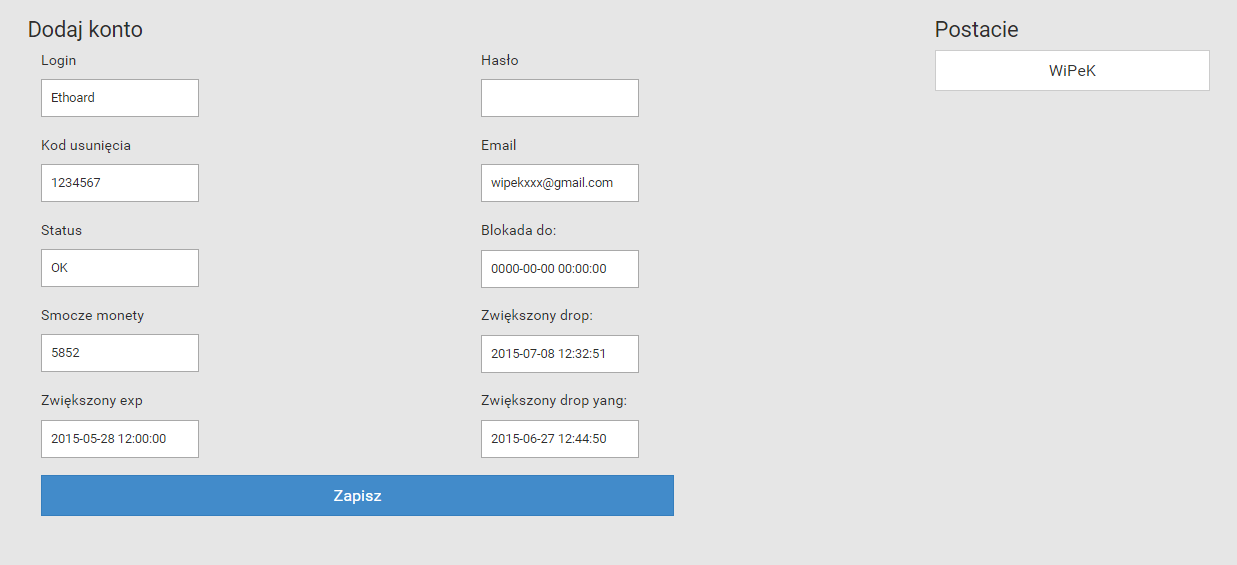 Dodaj konto
Postacie
Login
Hasło
WiPeK
Ethoard
Kod usunięcia
Email
1234567
wipekxxx@gmail.com
Status
Blokada do:
OK
0000-00-00 00:00:00
Smocze monety
Zwiększony drop:
5852
2015-07-08 12:32:51
Zwiększony exp
Zwiększony drop yang:
2015-05-28 12:00:00
2015-06-27 12:44:50
Zapisz